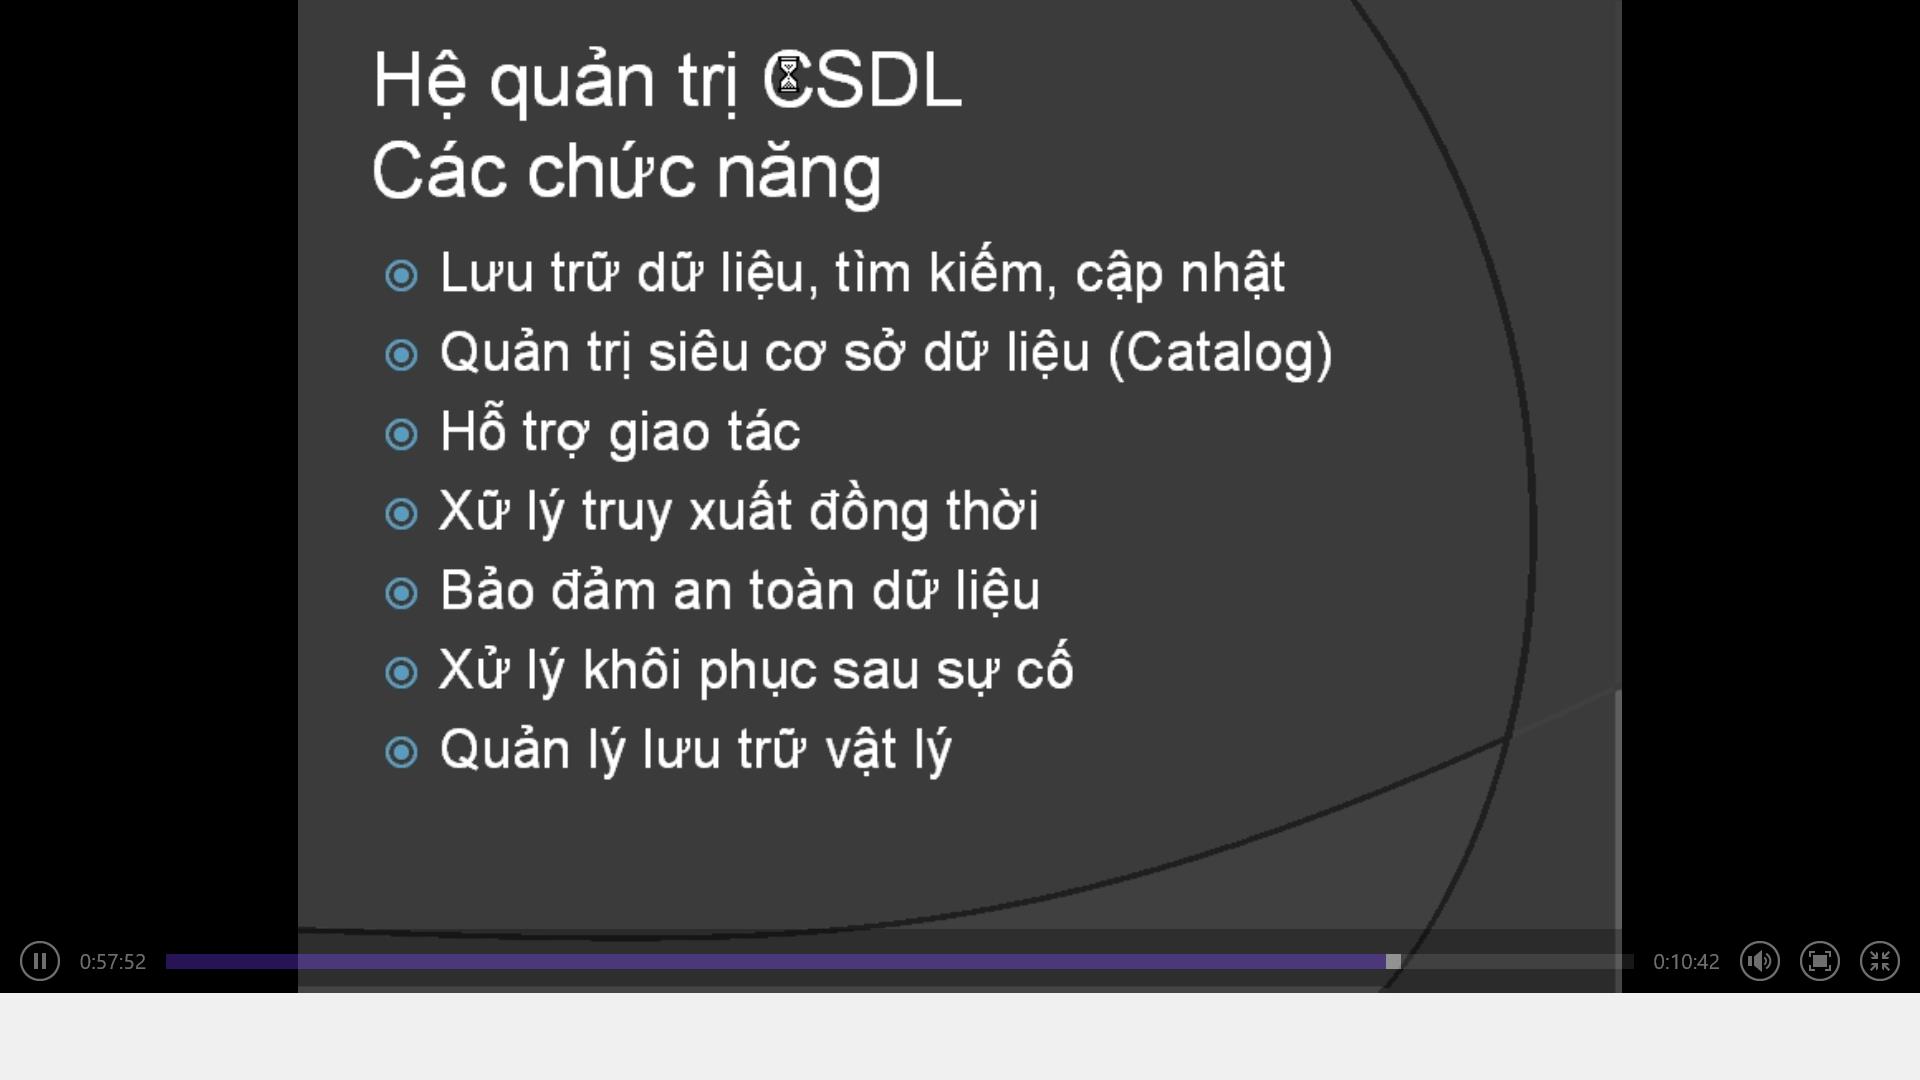 Hệ quản trị CSDL
Các chức năng
Lưu trữ dữ liệu, tìm kiếm, cập nhật
Quản trị siêu cơ sở dữ liệu (Catalog)
Hỗ trợ giao tác
Xữ lý truy xuất đồng thời
Bảo đảm an toàn dữ liệu
Xử lý khôi phục sau sự cố
Quản lý lưu trữ vật lý
0:57:52
0:10:42